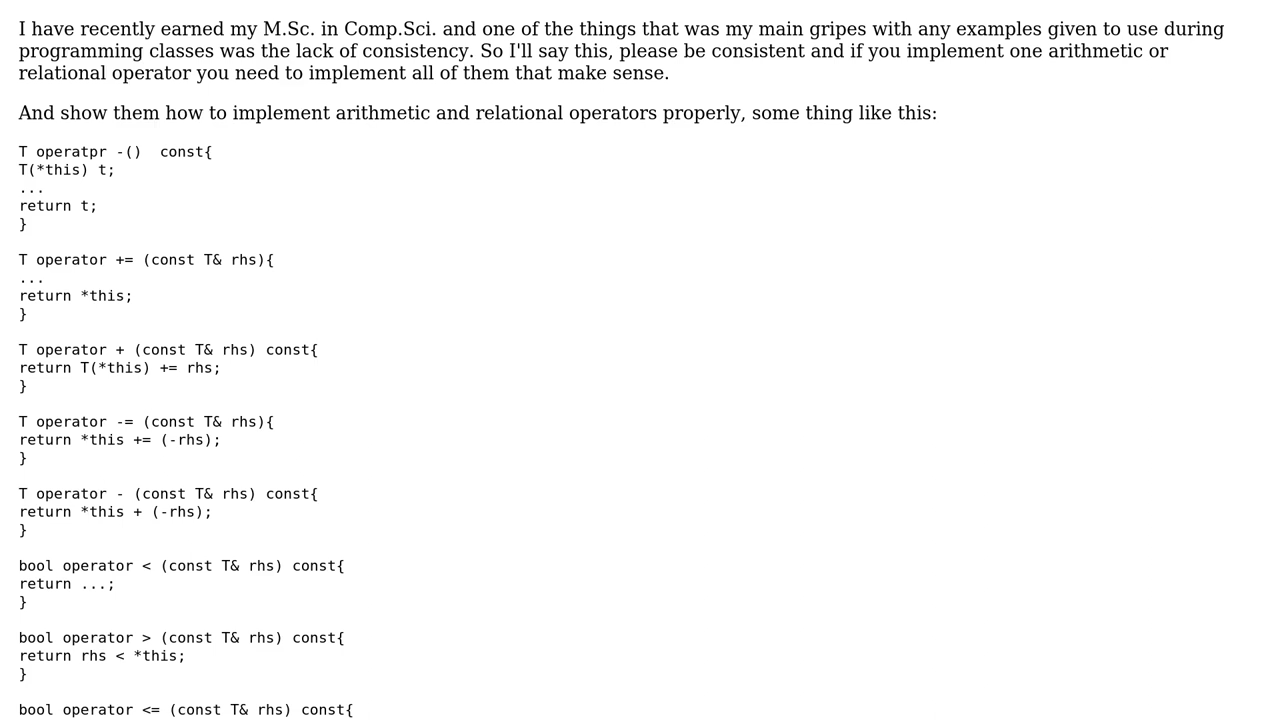 I have recently earned my M.Sc. in Comp.Sci. and one of the things that was my main gripes with any examples given to use during
programming classes was the lack of consistency. So I'll say this, please be consistent and if you implement one arithmetic or
relational operator you need to implement all of them that make sense.
And show them how to implement arithmetic and relational operators properly, some thing like this:
T operatpr -()  const{
T(*this) t;
...
return t;
}
T operator += (const T& rhs){
...
return *this;
}
T operator + (const T& rhs) const{
return T(*this) += rhs;
}
T operator -= (const T& rhs){
return *this += (-rhs);
}
T operator - (const T& rhs) const{
return *this + (-rhs);
}
bool operator < (const T& rhs) const{
return ...;
}
bool operator > (const T& rhs) const{
return rhs < *this;
}
bool operator <= (const T& rhs) const{